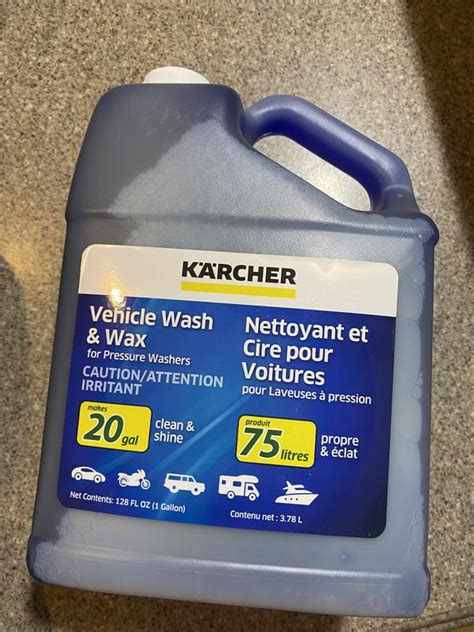 KÄRCHER
Vehicle Wash
& Wax
for Pressure Washers
CAUTION/ATTENTION
IRRITANT
makes
20 gal
clean &
shine
Net Contents: 128 FL OZ (1 Gallon)
Nettoyant et
Cire pour
Voitures
pour Laveuses à pression
produit
75 litres
propre
& éclat
Contenu net : 3.78 L